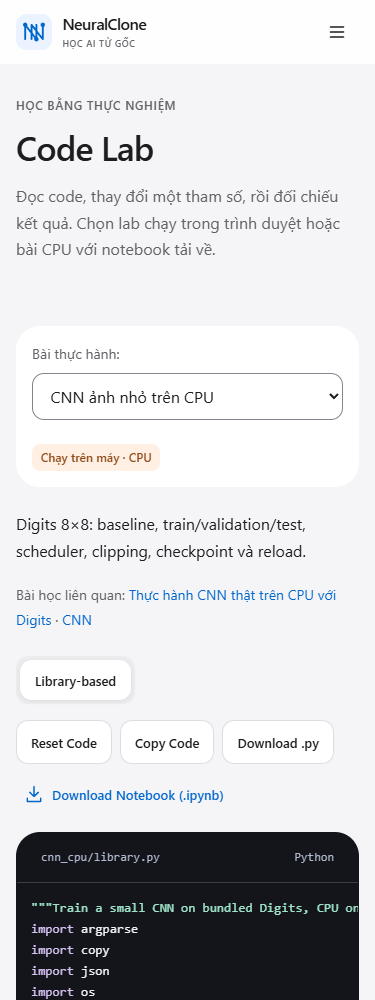 NeuralClone
HỌC AI TỪ GỐC
HỌC BẰNG THỰC NGHIỆM
Code Lab
Đọc code, thay đổi một tham số, rồi đối chiếu
kết quả. Chọn lab chạy trong trình duyệt hoặc
bài CPU với notebook tải về.
Bài thực hành:
CNN ảnh nhỏ trên CPU
Chạy trên máy · CPU
Digits 8×8: baseline, train/validation/test,
scheduler, clipping, checkpoint và reload.
Bài học liên quan: Thực hành CNN thật trên CPU với
Digits · CNN
Library-based
Reset Code Copy Code Download .py
Download Notebook (.ipynb)
cnn_cpu/library.py Python
"""Train a small CNN on bundled Digits, CPU on
import argparse
import copy
import json
import os